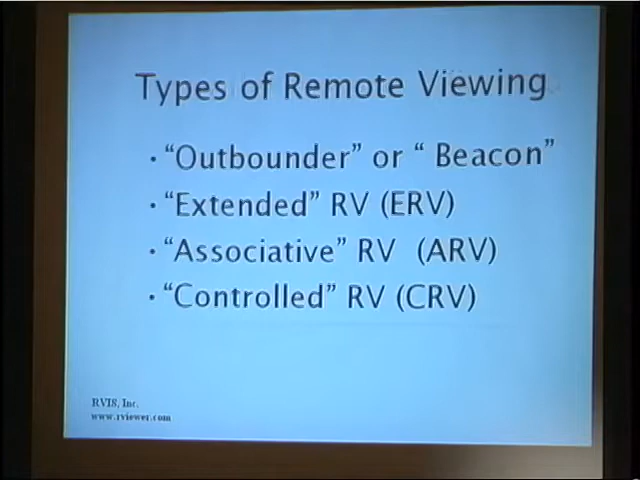 Types of Remote Viewing
· "Outbounder" or " Beacon"
· "Extended" RV (ERV)
· "Associative" RV (ARV)
· "Controlled" RV (CRV)
RVIS, Inc.
www.rviewer.com